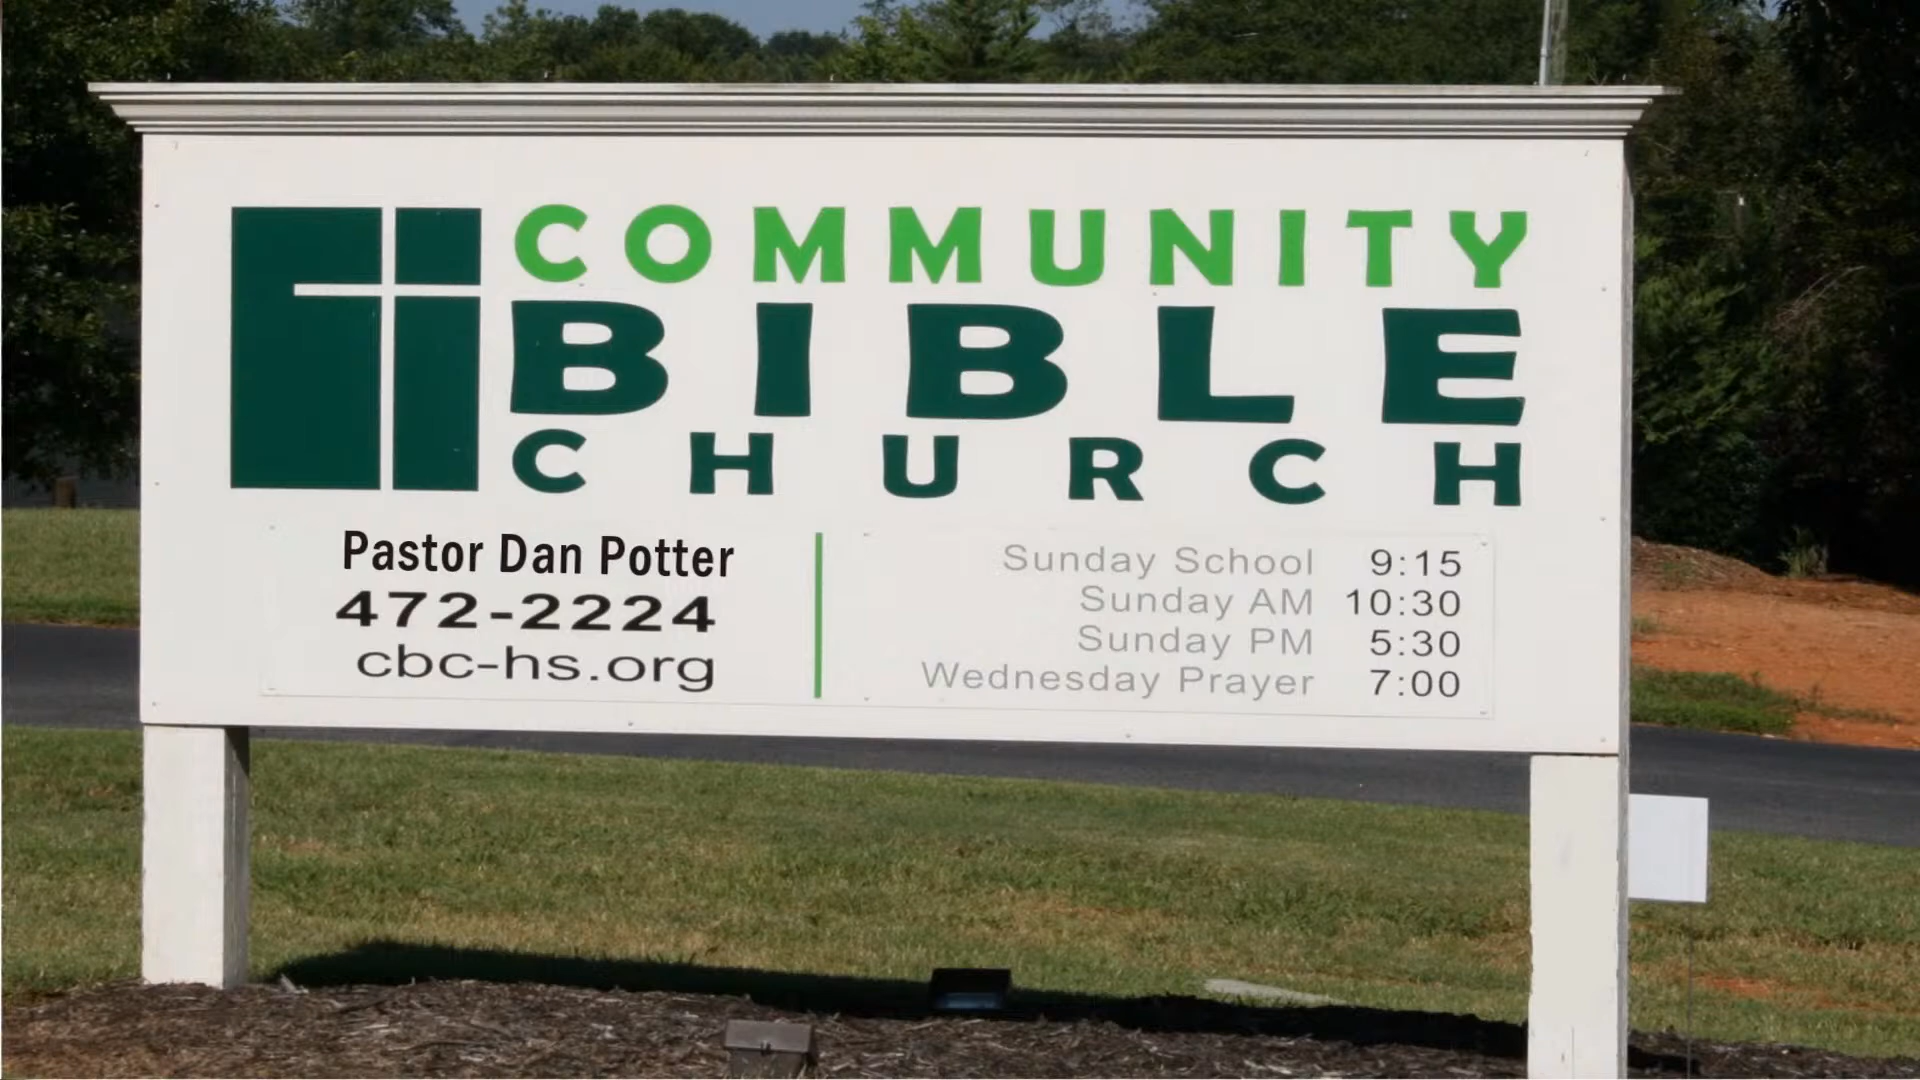 COMMUNITY
BIBLE
CHURCH
Pastor Dan Potter
472-2224
cbc-hs.org
Sunday School 9:15
Sunday AM 10:30
Sunday PM 5:30
Wednesday Prayer 7:00